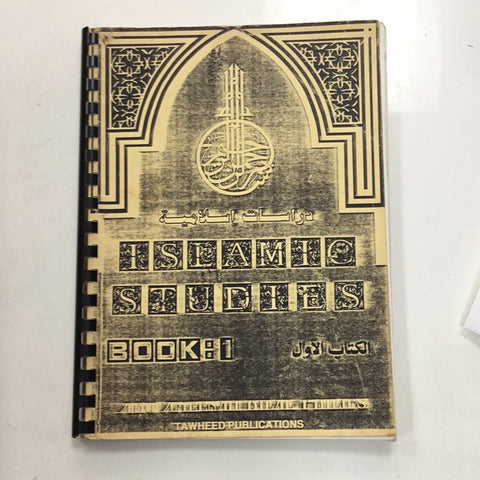 دراسات إسلامية
ISLAMIC
STUDIES
BOOK:1 الكتاب الأول
TAWHEED PUBLICATIONS